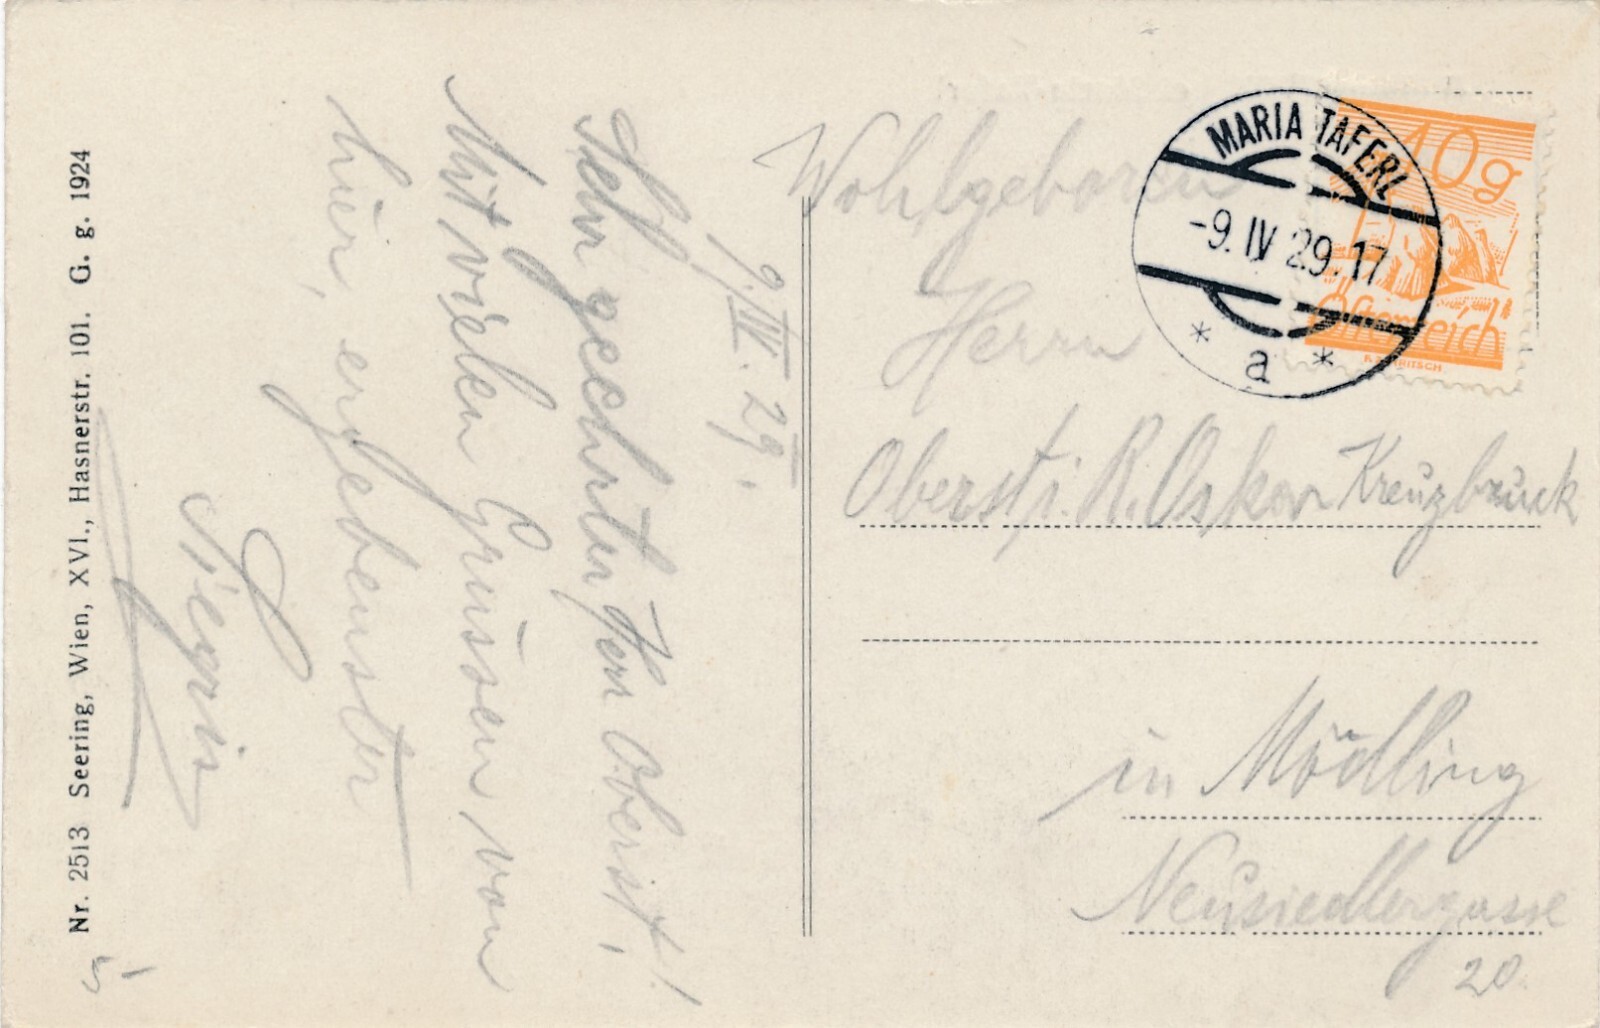 Nr. 2513 Seering, Wien, XVI., Hasnerstr. 101. G. g. 1924
9. IV. 29.
Sehr geehrter Herr Oberst!
Mit vielen Grüssen von
hier, ergebenster
MARIA TAFERL
-9. IV 29. 17
* a *
10g
Österreich
Wohlgeboren
Herrn
Oberst i. R. Oskar Kreuzbruck
in Mödling
Neusiedlergasse
20